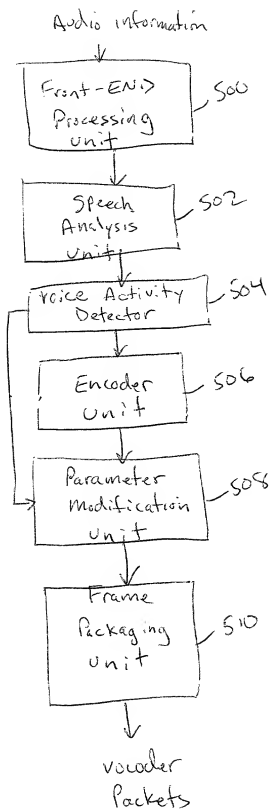 Audio information
Front-END
Processing
unit
500
Speech
Analysis
unit
502
Voice Activity
Detector
504
Encoder
unit
506
Parameter
modification
unit
508
Frame
Packaging
unit
510
vocoder
Packets